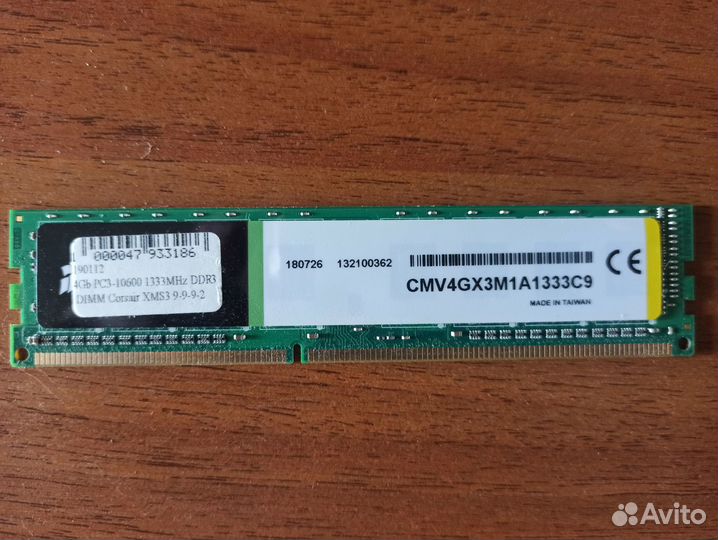 000047 933186
190112
4Gb PC3-10600 1333MHz DDR3
DIMM Corsair XMS3 9-9-9-2
180726 132100362
CMV4GX3M1A1333C9
CE
MADE IN TAIWAN
Avito